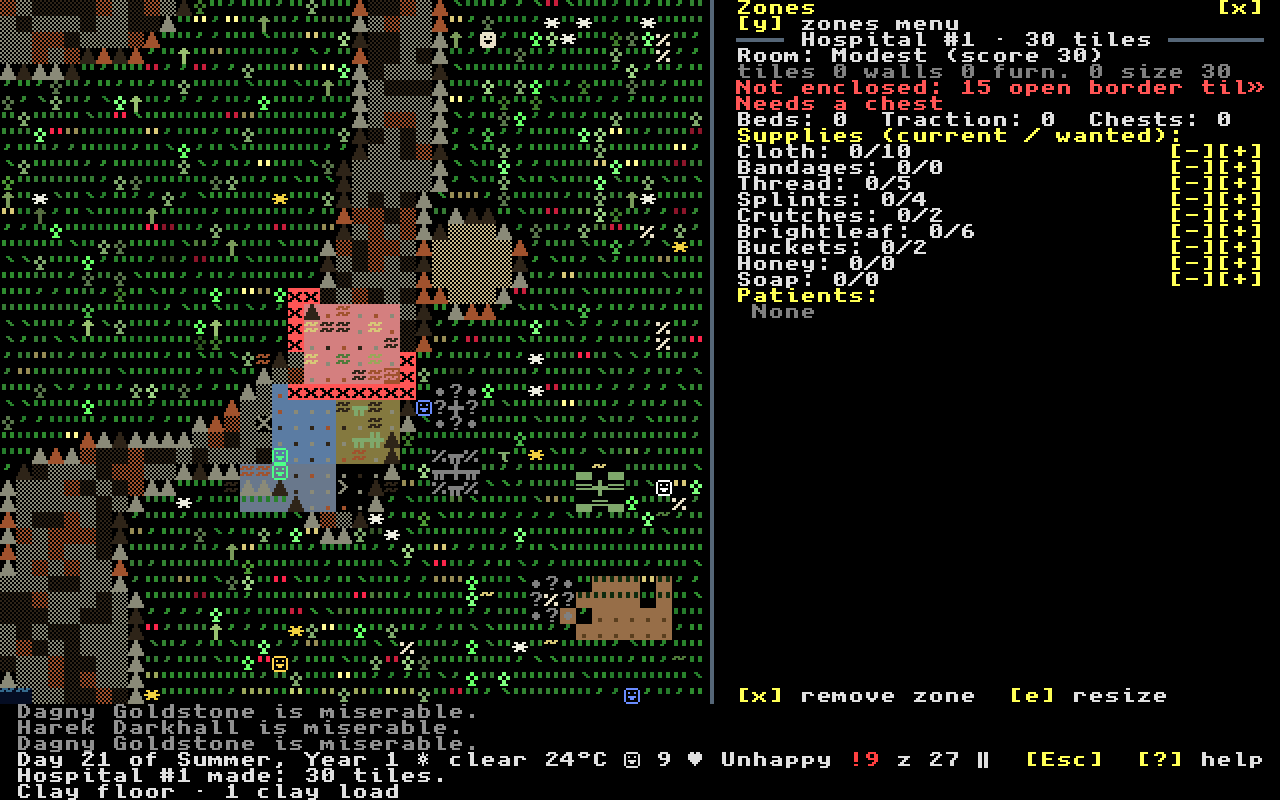 Zones [x]
[y] zones menu
Hospital #1 · 30 tiles
Room: Modest (score 30)
tiles 0 walls 0 furn. 0 size 30
Not enclosed: 15 open border til»
Needs a chest
Beds: 0 Traction: 0 Chests: 0
Supplies (current / wanted):
Cloth: 0/10 [-][+]
Bandages: 0/0 [-][+]
Thread: 0/5 [-][+]
Splints: 0/4 [-][+]
Crutches: 0/2 [-][+]
Brightleaf: 0/6 [-][+]
Buckets: 0/2 [-][+]
Honey: 0/0 [-][+]
Soap: 0/0 [-][+]
Patients:
None
[x] remove zone [e] resize
Dagny Goldstone is miserable.
Harek Darkhall is miserable.
Dagny Goldstone is miserable.
Day 21 of Summer, Year 1 * clear 24°C ☺ 9 ♥ Unhappy !9 z 27 ‖ [Esc] [?] help
Hospital #1 made: 30 tiles.
Clay floor · 1 clay load